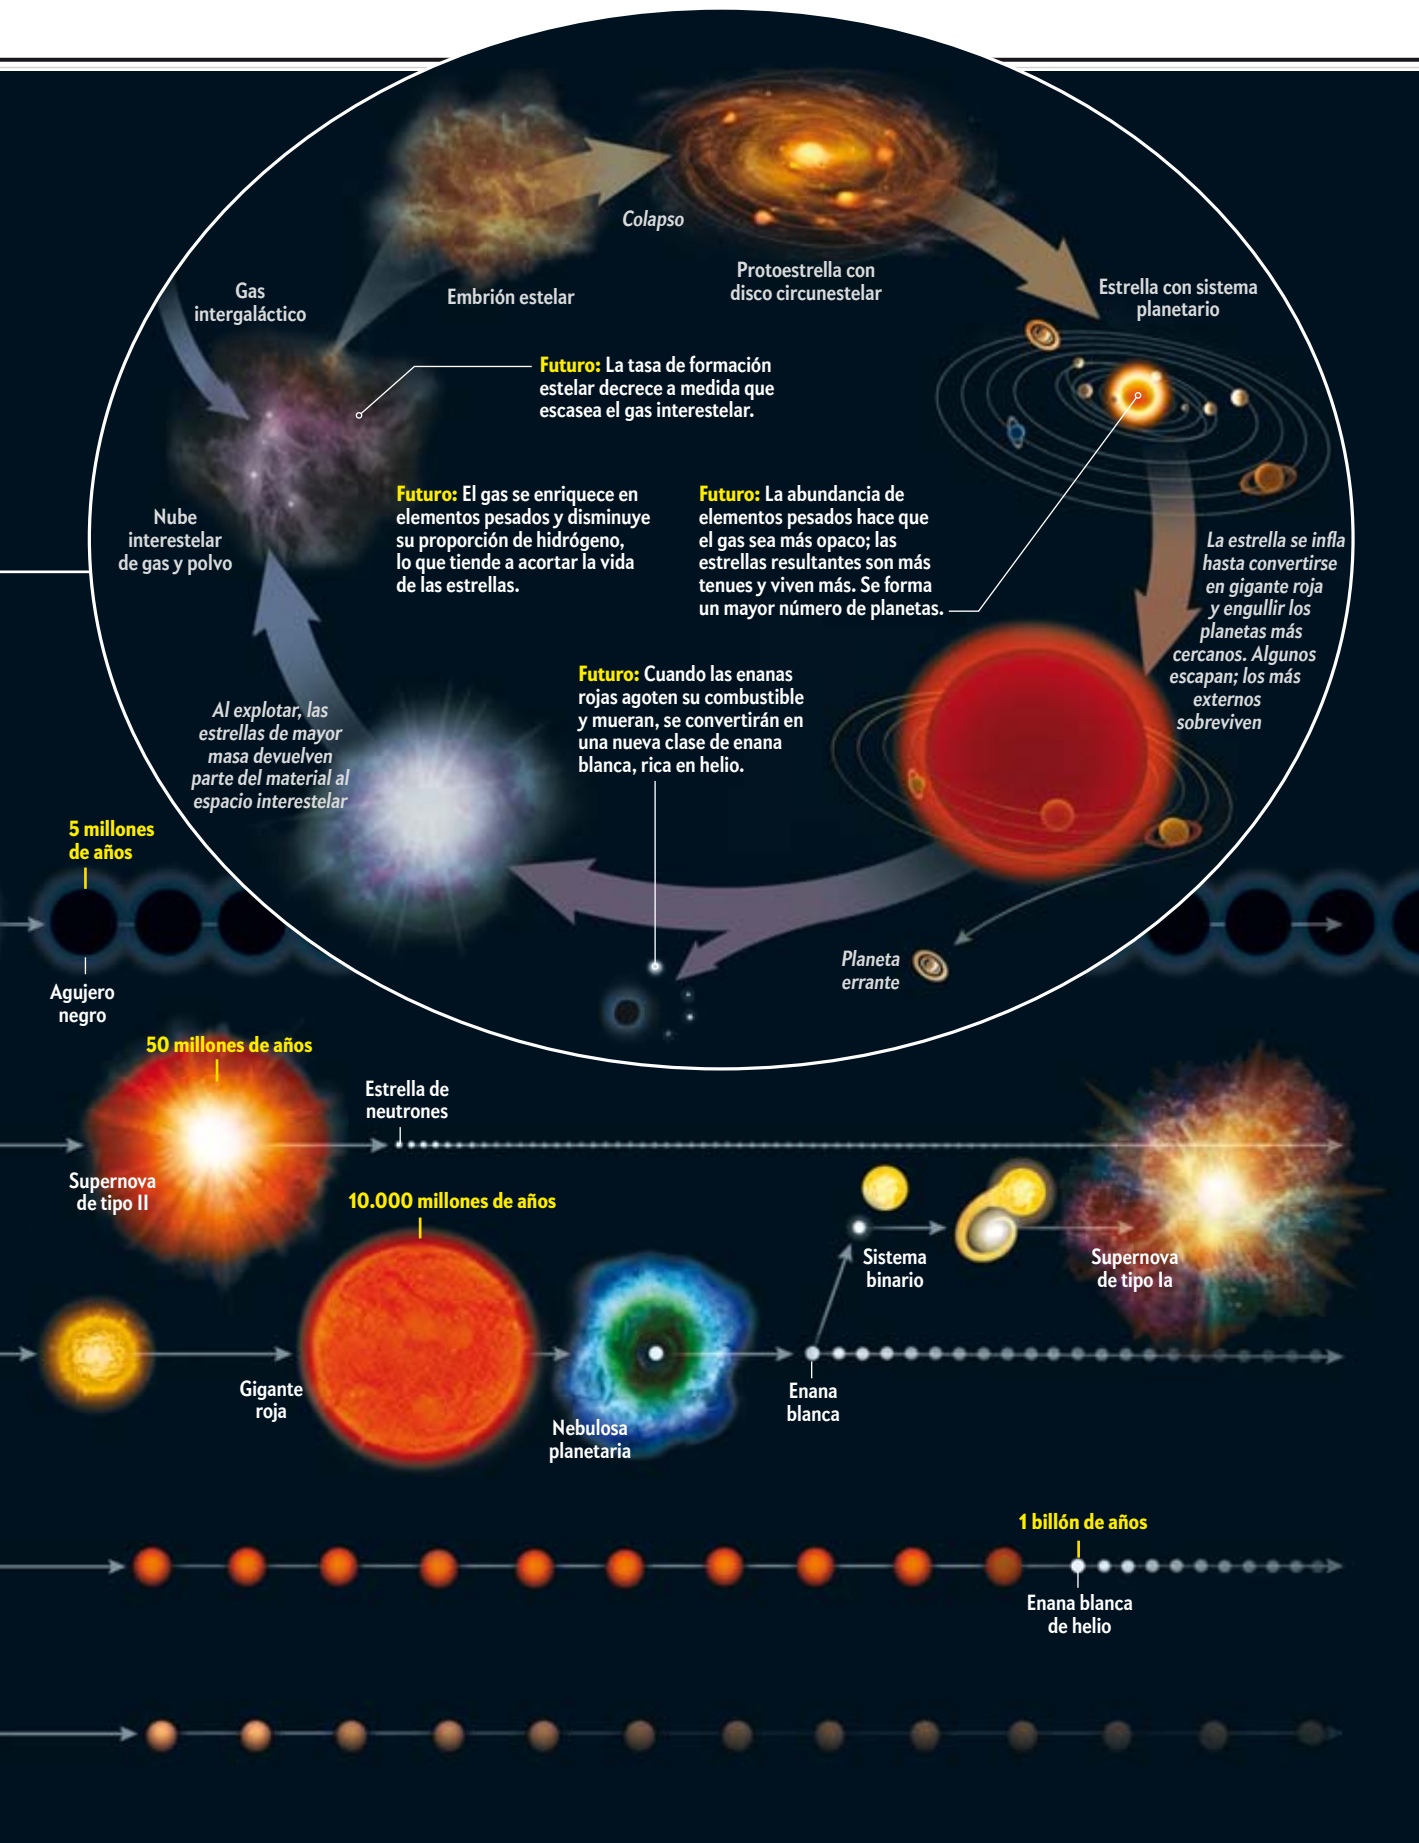 Colapso
Protoestrella con
disco circunestelar
Embrión estelar
Gas
intergaláctico
Estrella con sistema
planetario
Futuro: La tasa de formación
estelar decrece a medida que
escasea el gas interestelar.
Futuro: El gas se enriquece en
elementos pesados y disminuye
su proporción de hidrógeno,
lo que tiende a acortar la vida
de las estrellas.
Futuro: La abundancia de
elementos pesados hace que
el gas sea más opaco; las
estrellas resultantes son más
tenues y viven más. Se forma
un mayor número de planetas.
Nube
interestelar
de gas y polvo
La estrella se infla
hasta convertirse
en gigante roja
y engullir los
planetas más
cercanos. Algunos
escapan; los más
externos
sobreviven
Futuro: Cuando las enanas
rojas agoten su combustible
y mueran, se convertirán en
una nueva clase de enana
blanca, rica en helio.
Al explotar, las
estrellas de mayor
masa devuelven
parte del material al
espacio interestelar
5 millones
de años
Agujero
negro
Planeta
errante
50 millones de años
Supernova
de tipo II
Estrella de
neutrones
10.000 millones de años
Sistema
binario
Supernova
de tipo Ia
Gigante
roja
Nebulosa
planetaria
Enana
blanca
1 billón de años
Enana blanca
de helio